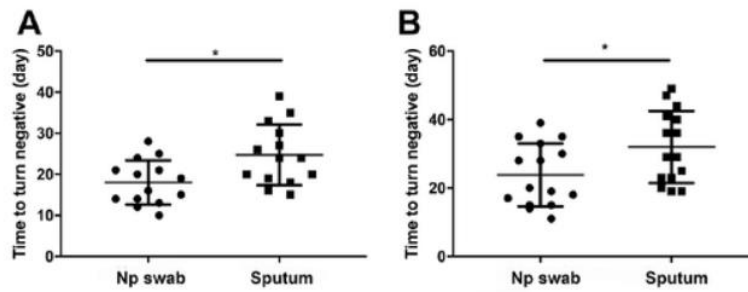 A
Time to turn negative (day)
50
40
30
20
10
0
*
Np swab
Sputum
B
Time to turn negative (day)
60
40
20
0
*
Np swab
Sputum